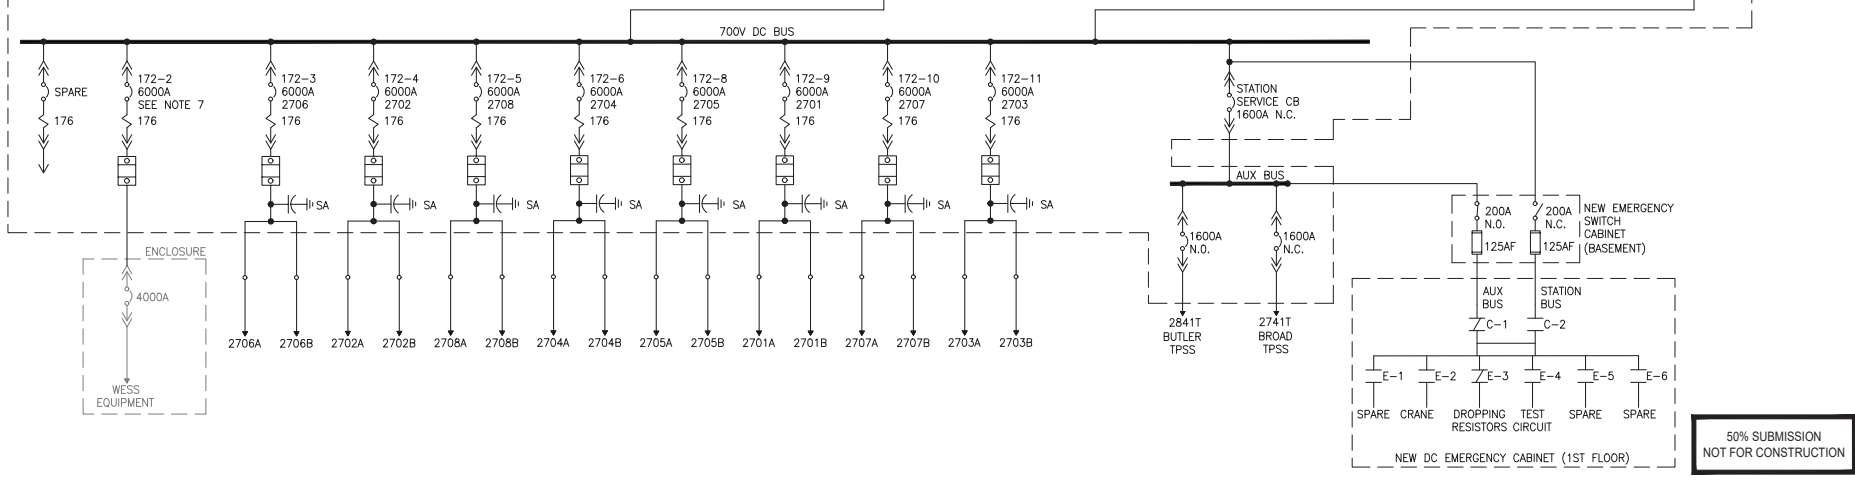 700V DC BUS
SPARE
176
172-2
6000A
SEE NOTE 7
176
172-3
6000A
2706
176
172-4
6000A
2702
176
172-5
6000A
2708
176
172-6
6000A
2704
176
172-8
6000A
2705
176
172-9
6000A
2701
176
172-10
6000A
2707
176
172-11
6000A
2703
176
STATION
SERVICE CB
1600A N.C.
SA
SA
SA
SA
SA
SA
SA
SA
AUX BUS
1600A
N.O.
1600A
N.C.
200A
N.O.
125AF
200A
N.C.
125AF
NEW EMERGENCY
SWITCH
CABINET
(BASEMENT)
ENCLOSURE
4000A
WESS
EQUIPMENT
2706A
2706B
2702A
2702B
2708A
2708B
2704A
2704B
2705A
2705B
2701A
2701B
2707A
2707B
2703A
2703B
2841T
BUTLER
TPSS
2741T
BROAD
TPSS
AUX
BUS
STATION
BUS
C-1
C-2
E-1
E-2
E-3
E-4
E-5
E-6
SPARE
CRANE
DROPPING
RESISTORS
TEST
CIRCUIT
SPARE
SPARE
NEW DC EMERGENCY CABINET (1ST FLOOR)
50% SUBMISSION
NOT FOR CONSTRUCTION